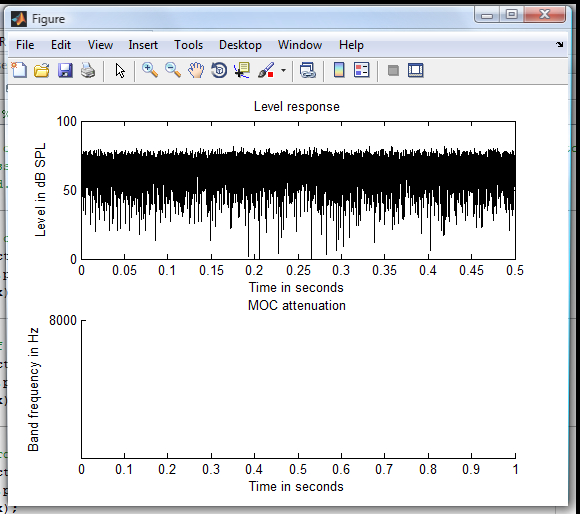 Figure
File Edit View Insert Tools Desktop Window Help
Level response
Level in dB SPL
100
50
0
0 0.05 0.1 0.15 0.2 0.25 0.3 0.35 0.4 0.45 0.5
Time in seconds
MOC attenuation
Band frequency in Hz
8000
0 0.1 0.2 0.3 0.4 0.5 0.6 0.7 0.8 0.9 1
Time in seconds